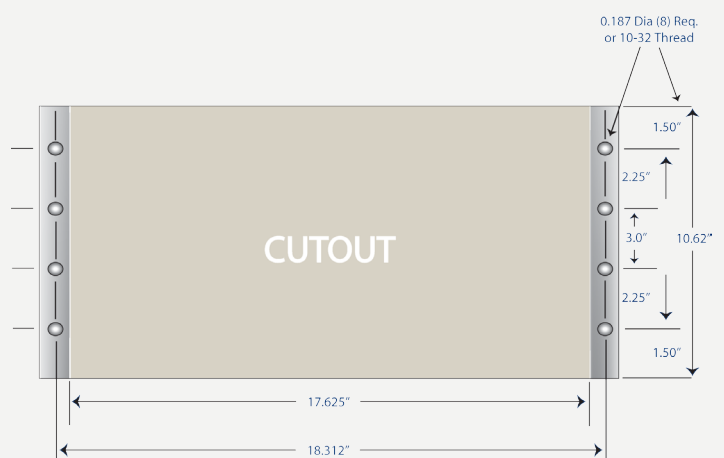 0.187 Dia (8) Req.
or 10-32 Thread
1.50"
2.25"
CUTOUT
3.0"
10.62"
2.25"
1.50"
17.625"
18.312"